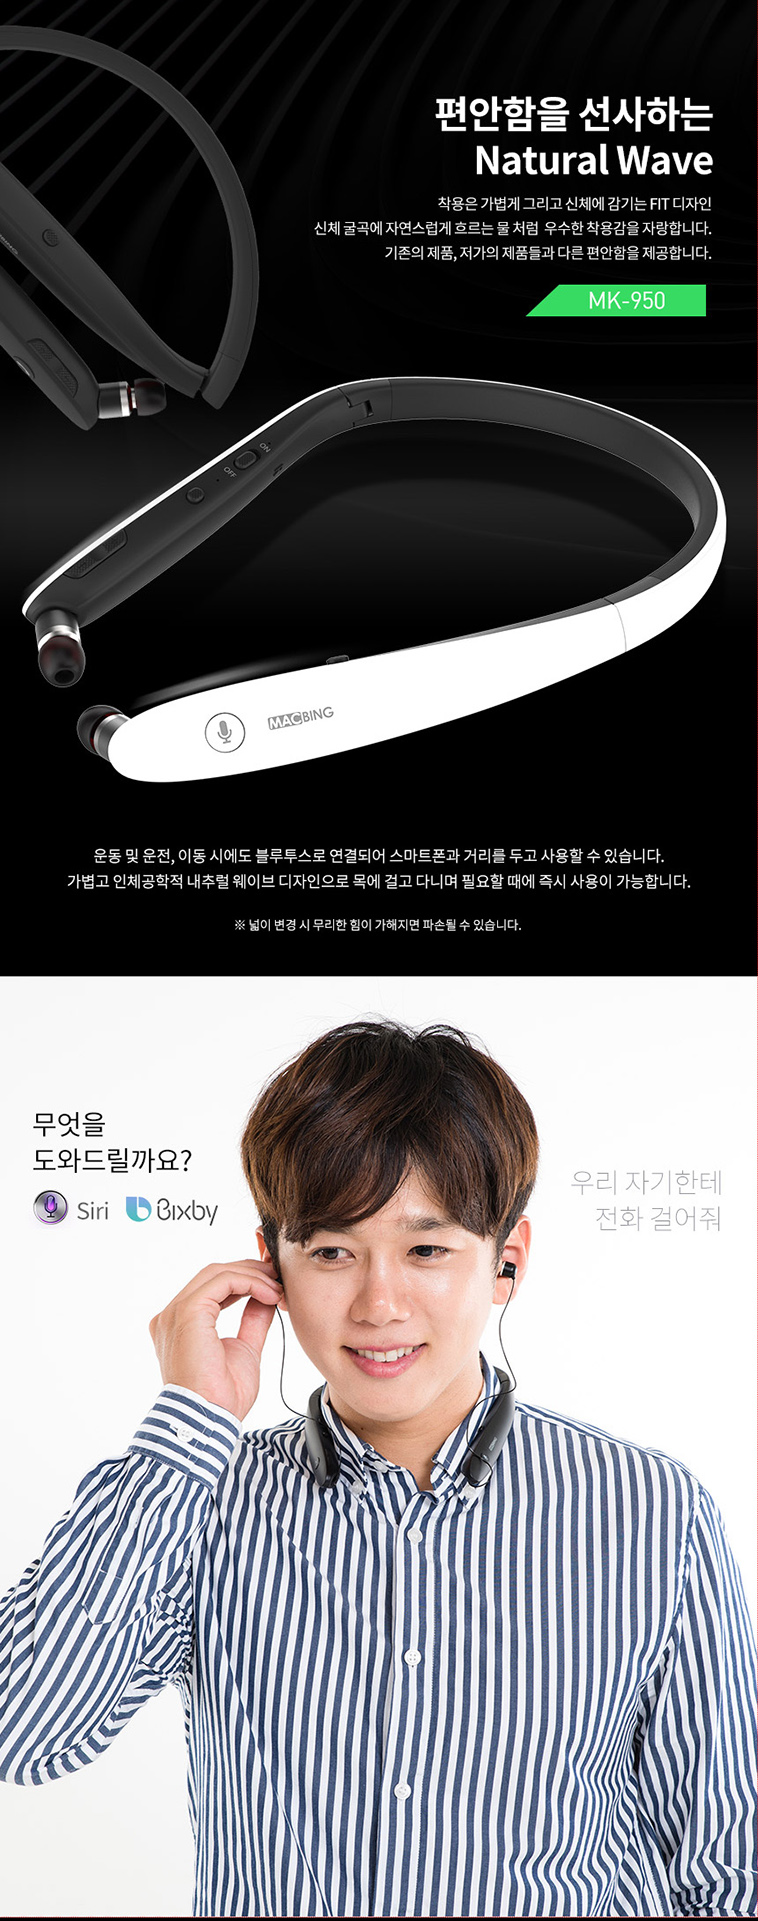 편안함을 선사하는
Natural Wave
착용은 가볍게 그리고 신체에 감기는 FIT 디자인
신체 굴곡에 자연스럽게 흐르는 물 처럼 우수한 착용감을 자랑합니다.
기존의 제품, 저가의 제품들과 다른 편안함을 제공합니다.
MK-950
ON
OFF
MACBING
운동 및 운전, 이동 시에도 블루투스로 연결되어 스마트폰과 거리를 두고 사용할 수 있습니다.
가볍고 인체공학적 내추럴 웨이브 디자인으로 목에 걸고 다니며 필요할 때에 즉시 사용이 가능합니다.
※ 넓이 변경 시 무리한 힘이 가해지면 파손될 수 있습니다.
무엇을
도와드릴까요?
Siri Bixby
우리 자기한테
전화 걸어줘